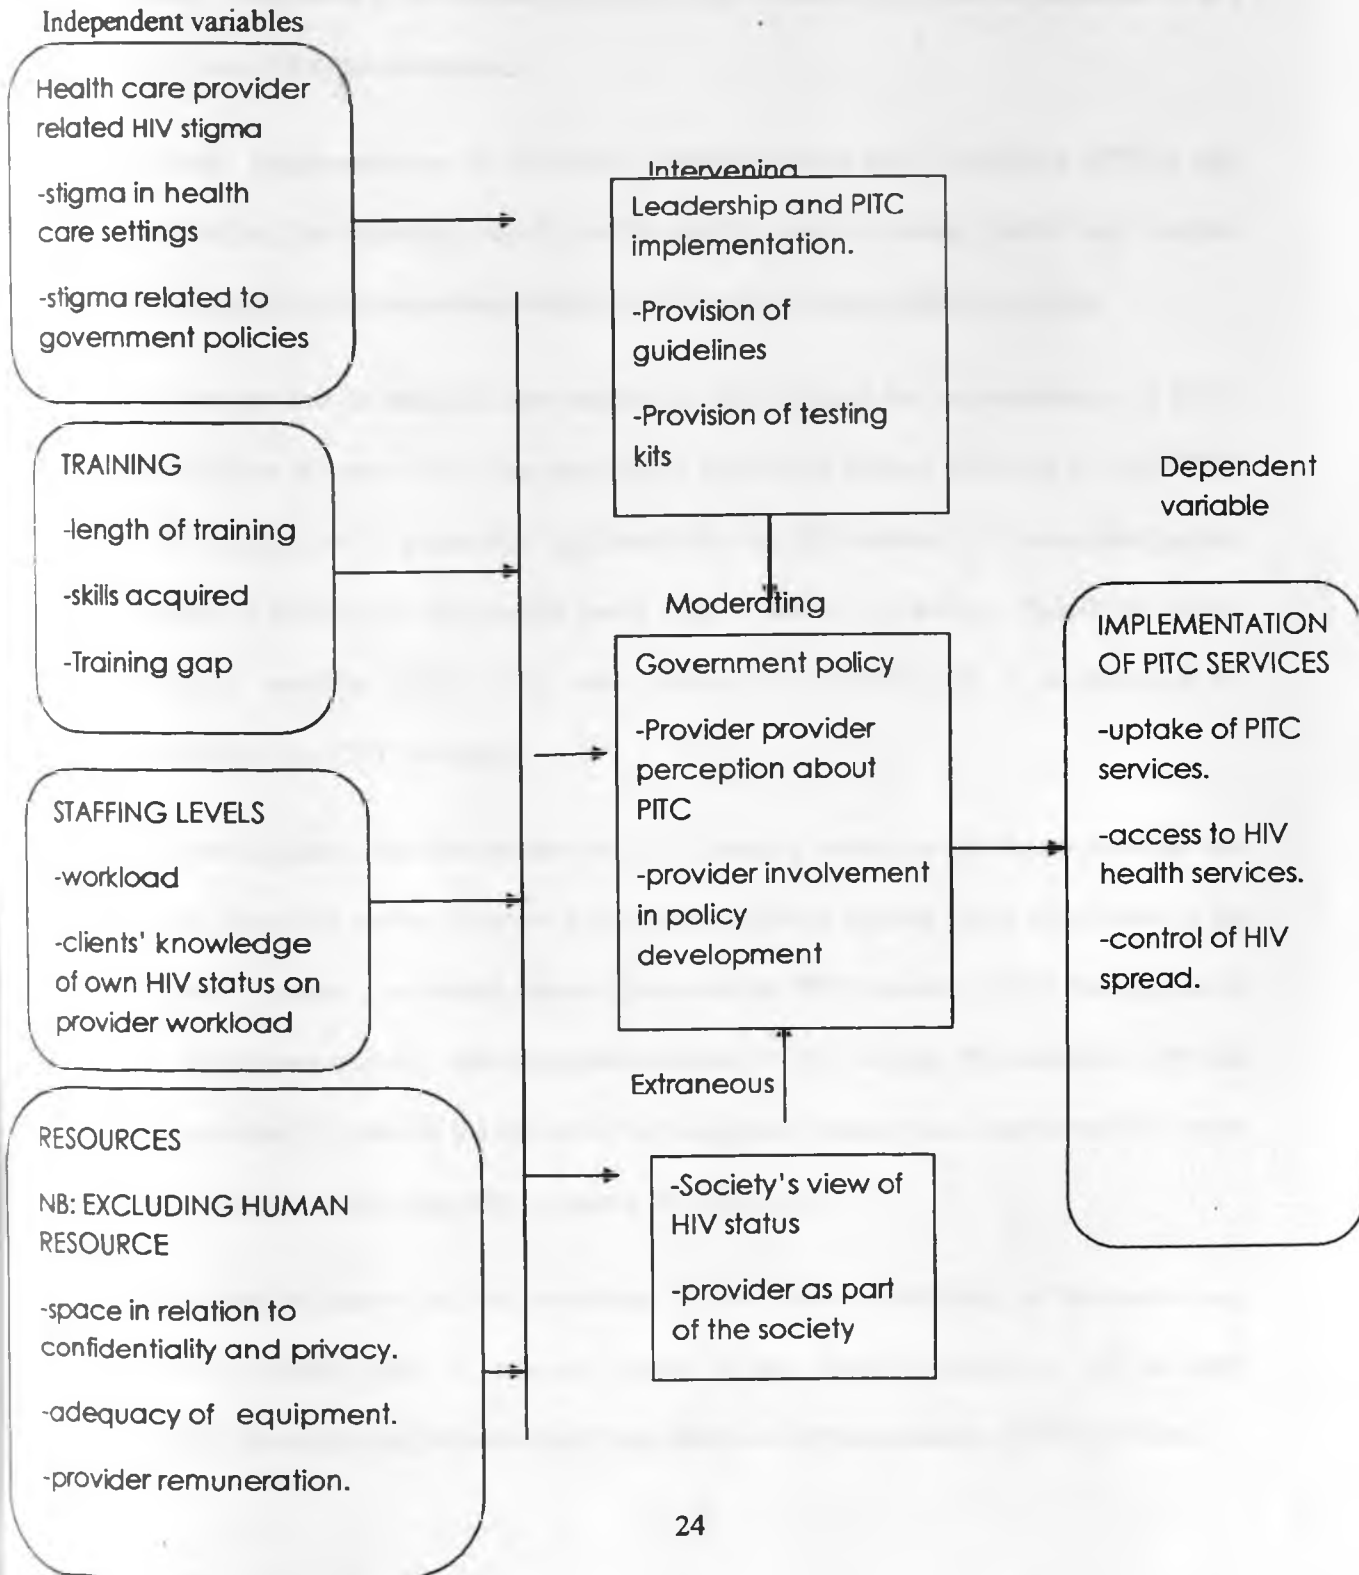 Independent variables
Health care provider
related HIV stigma
-stigma in health
care settings
-stigma related to
government policies
TRAINING
-length of training
-skills acquired
-Training gap
STAFFING LEVELS
-workload
-clients' knowledge
of own HIV status on
provider workload
RESOURCES
NB: EXCLUDING HUMAN
RESOURCE
-space in relation to
confidentiality and privacy.
-adequacy of equipment.
-provider remuneration.
Intervening
Leadership and PITC
implementation.
-Provision of
guidelines
-Provision of testing
kits
Moderating
Government policy
-Provider provider
perception about
PITC
-provider involvement
in policy
development
Extraneous
-Society's view of
HIV status
-provider as part
of the society
Dependent
variable
IMPLEMENTATION
OF PITC SERVICES
-uptake of PITC
services.
-access to HIV
health services.
-control of HIV
spread.
24